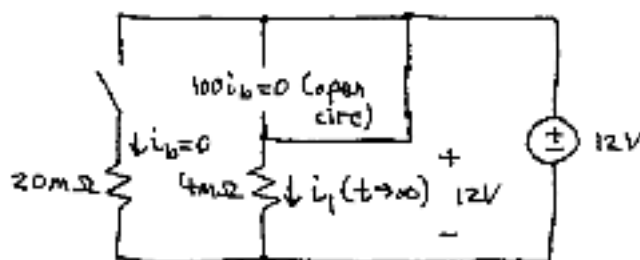 100i_b=0 (open
circ)
↓i_b=0
20mΩ
4mΩ
↓ i_1(t→∞)
+
12V
−
±
12V